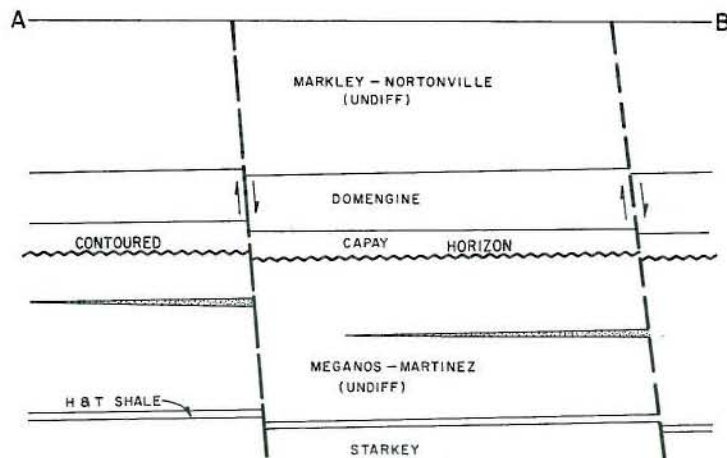 A B
MARKLEY – NORTONVILLE
(UNDIFF)
DOMENGINE
CONTOURED CAPAY HORIZON
MEGANOS – MARTINEZ
(UNDIFF)
H & T SHALE
STARKEY